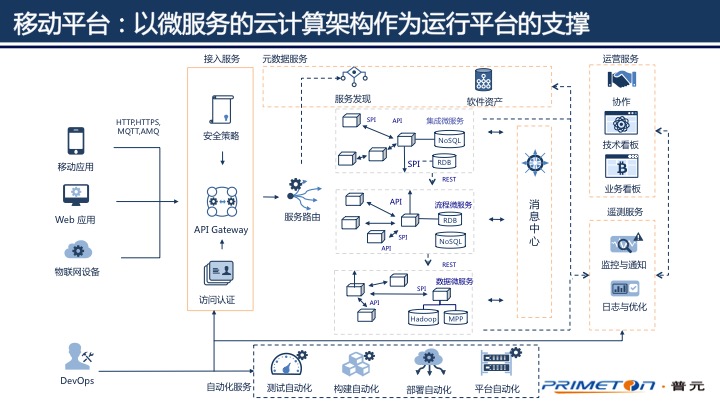 移动平台：以微服务的云计算架构作为运行平台的支撑
接入服务
元数据服务
运营服务
服务发现
软件资产
协作
HTTP,HTTPS,
MQTT,AMQ
安全策略
SPI
API
集成微服务
NoSQL
SPI
RDB
REST
技术看板
移动应用
业务看板
Web 应用
API Gateway
服务路由
API
流程微服务
RDB
SPI
NoSQL
API
REST
消息中心
遥测服务
监控与通知
物联网设备
访问认证
数据微服务
SPI
API
Hadoop
MPP
日志与优化
DevOps
自动化服务
测试自动化
构建自动化
部署自动化
平台自动化
PRIMETON · 普元